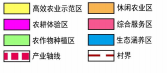 高效农业示范区 休闲农业区
农耕体验区 综合服务区
农作物种植区 生态涵养区
产业轴线 村界